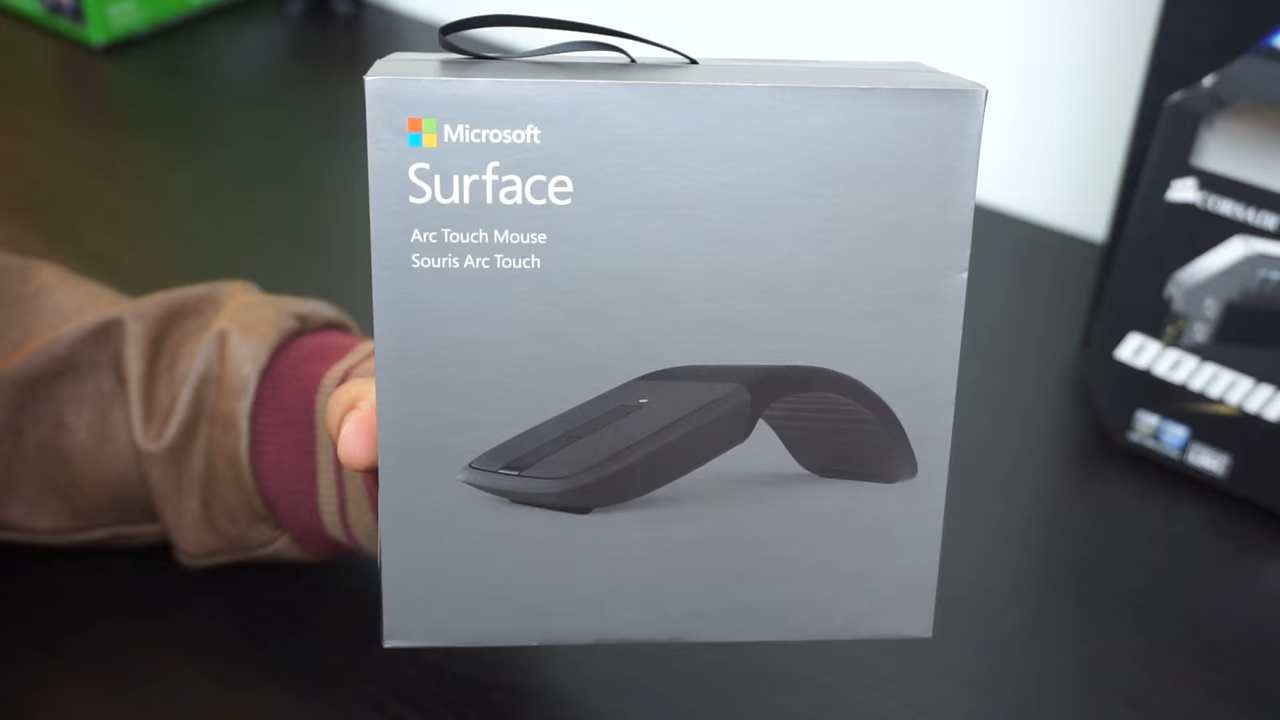 Microsoft
Surface
Arc Touch Mouse
Souris Arc Touch
CORSAIR